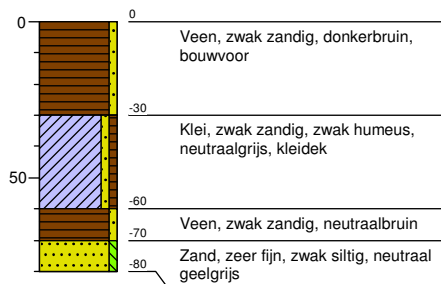 0
0
Veen, zwak zandig, donkerbruin,
bouwvoor
-30
Klei, zwak zandig, zwak humeus,
neutraalgrijs, kleidek
50
-60
Veen, zwak zandig, neutraalbruin
-70
Zand, zeer fijn, zwak siltig, neutraal
geelgrijs
-80